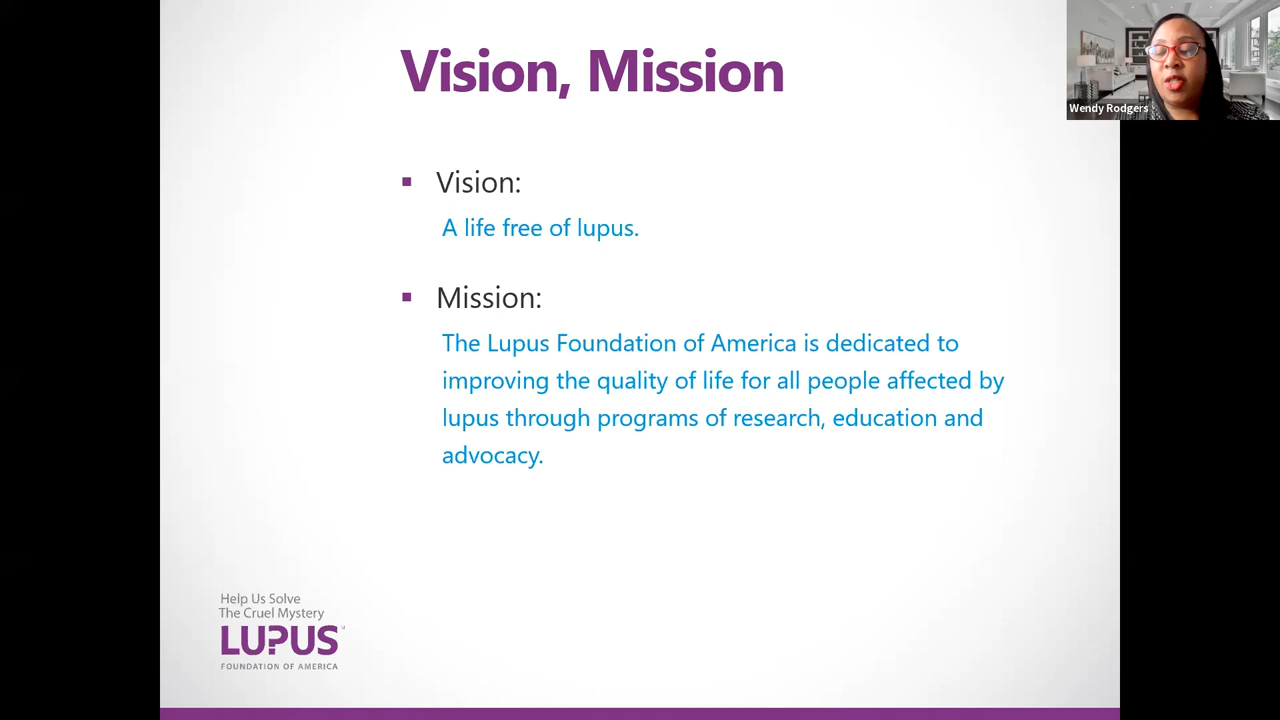 Vision, Mission
Wendy Rodgers
Vision:
A life free of lupus.
Mission:
The Lupus Foundation of America is dedicated to
improving the quality of life for all people affected by
lupus through programs of research, education and
advocacy.
Help Us Solve
The Cruel Mystery
LUPUS
FOUNDATION OF AMERICA